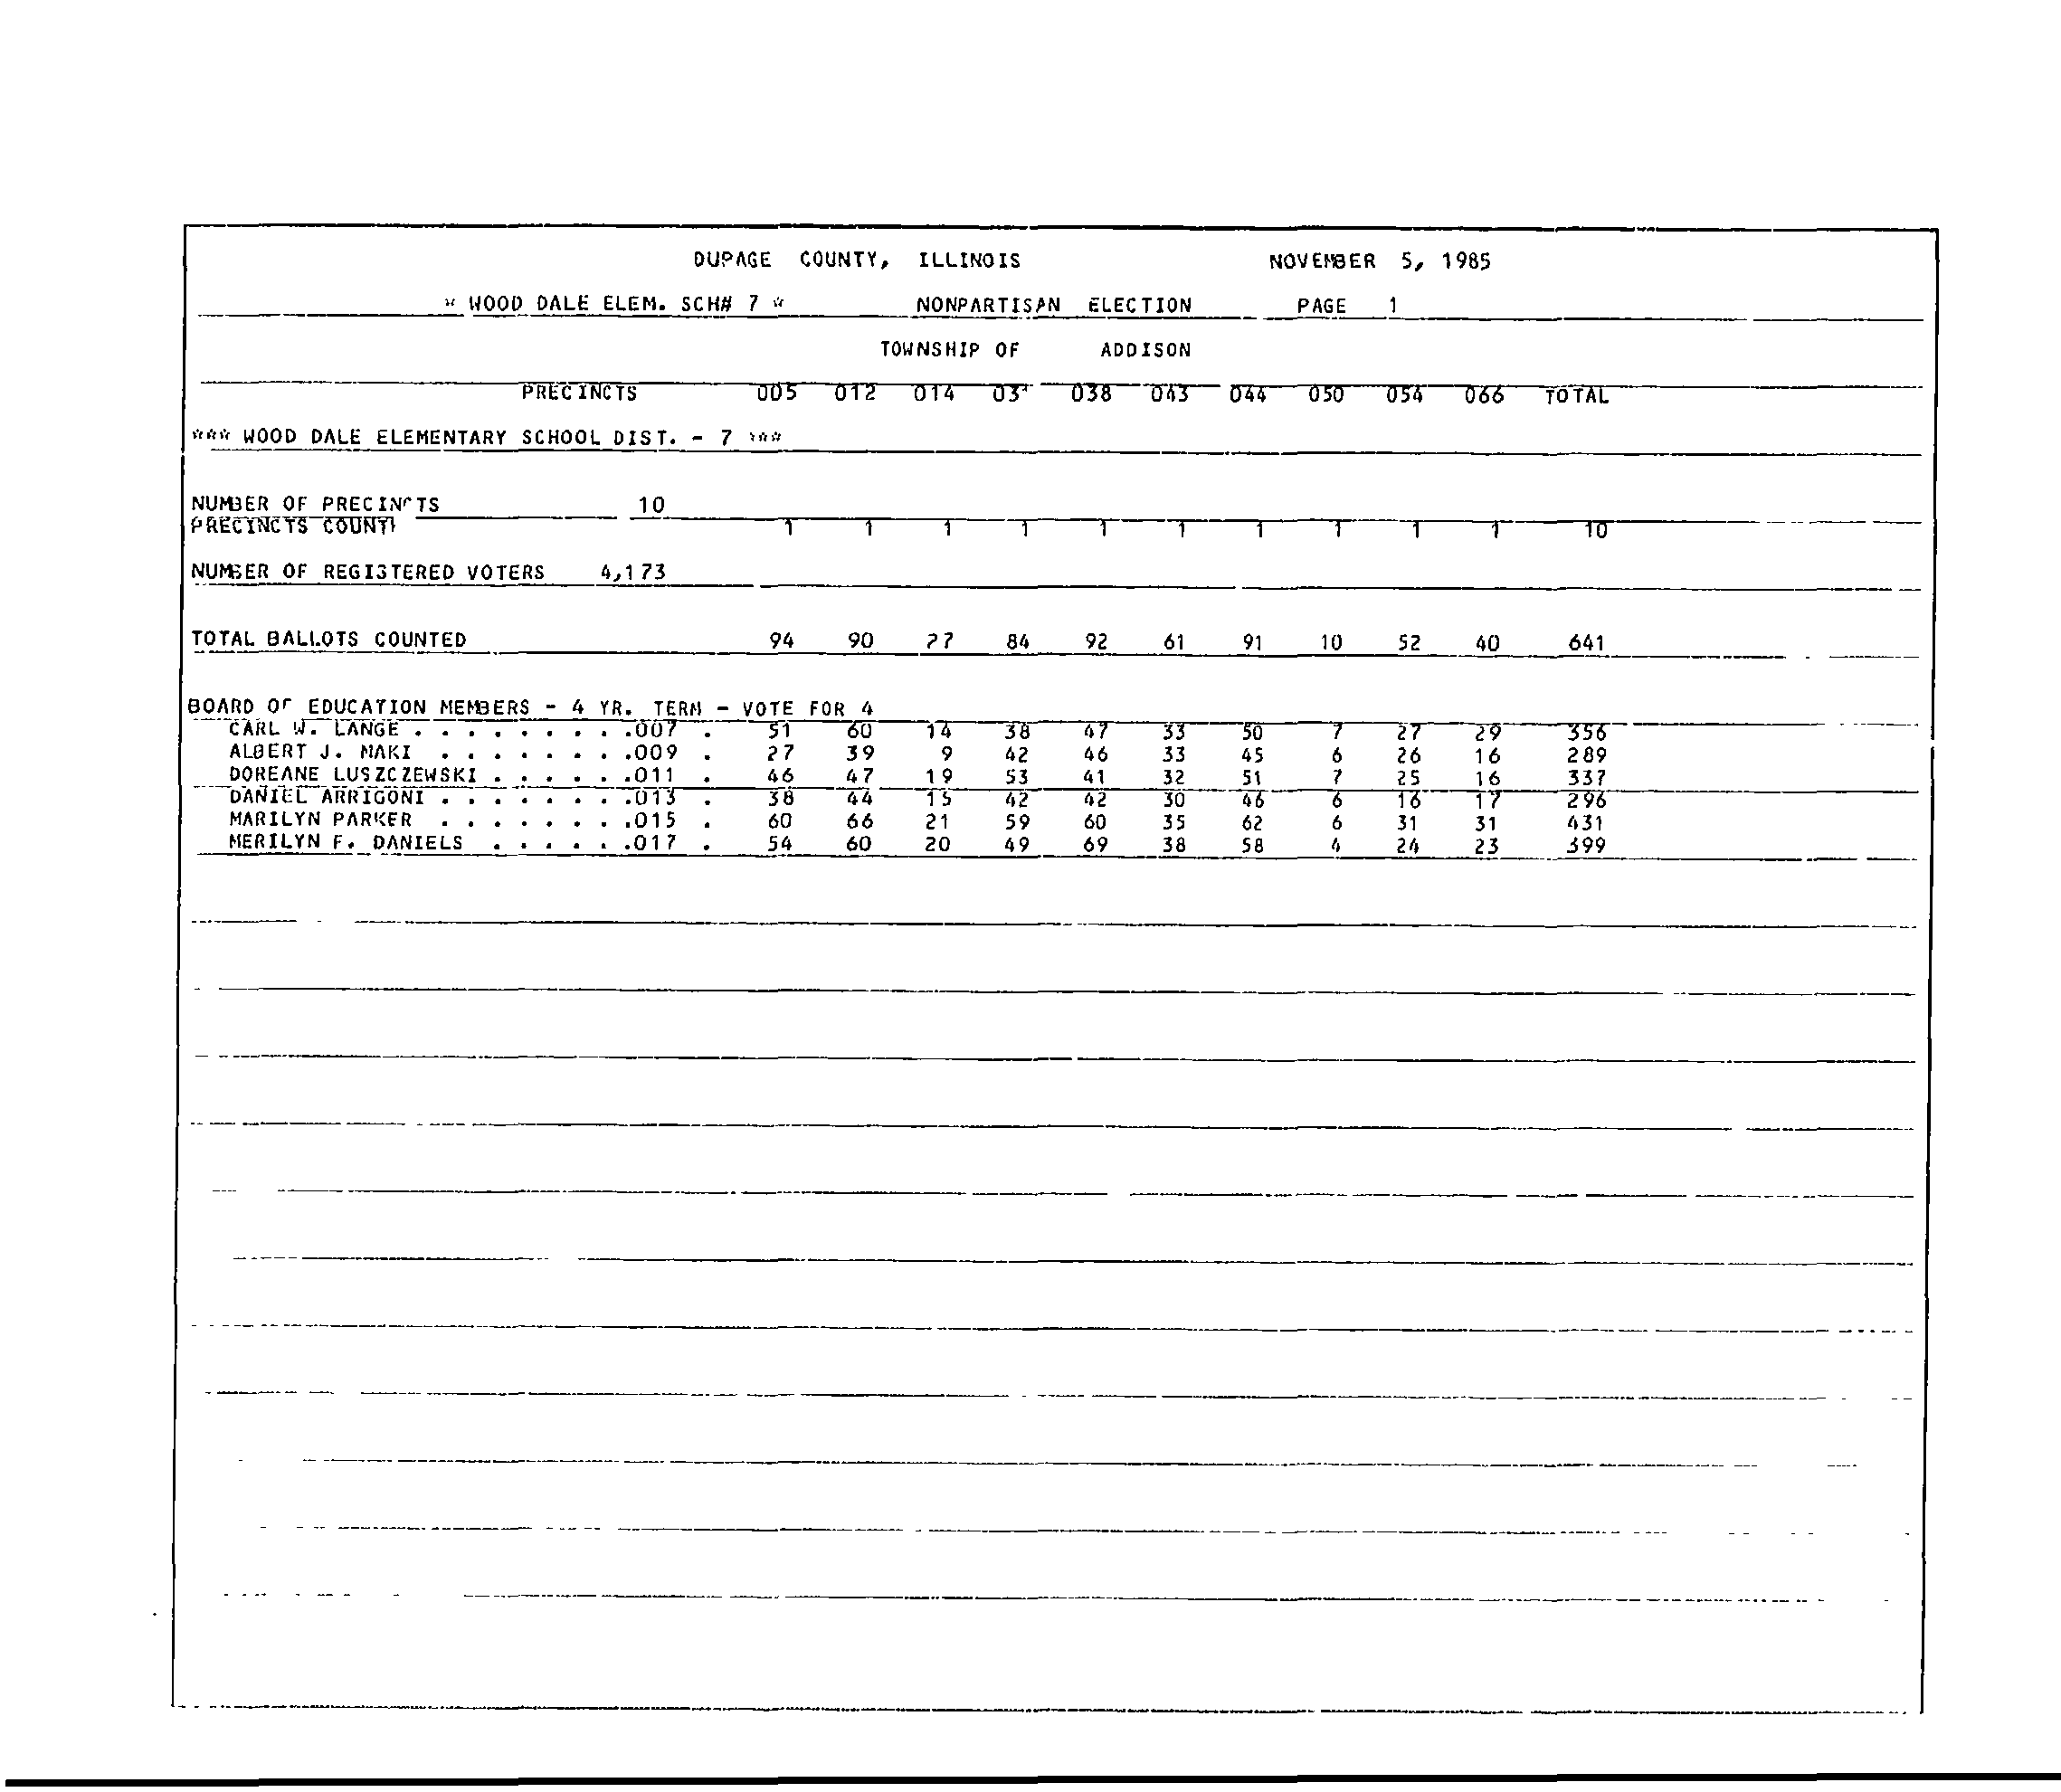 DUPAGE COUNTY, ILLINOIS NOVEMBER 5, 1985
* WOOD DALE ELEM. SCH# 7 * NONPARTISAN ELECTION PAGE 1
TOWNSHIP OF ADDISON
PRECINCTS 005 012 014 038 043 044 050 054 066 TOTAL
*** WOOD DALE ELEMENTARY SCHOOL DIST. - 7 ***
NUMBER OF PRECINCTS 10
PRECINCTS 1 1 1 1 1 1 1 1 1 1 10
NUMBER OF REGISTERED VOTERS 4,173
TOTAL BALLOTS COUNTED 94 90 27 84 92 61 91 10 52 40 641
BOARD OF EDUCATION MEMBERS - 4 YR. TERM - VOTE FOR 4
CARL W. LANGE . . . . . . . . .007 . 51 60 14 38 47 33 50 7 27 29 356
ALBERT J. MAKI . . . . . . . .009 . 27 39 9 42 46 33 45 6 26 16 289
DOREANE LUSZCZEWSKI . . . . . .011 . 46 47 19 53 41 32 51 7 25 16 337
DANIEL ARRIGONI . . . . . . . .013 . 38 44 15 42 42 30 46 6 16 17 296
MARILYN PARKER . . . . . . . .015 . 60 66 21 59 60 35 62 6 31 31 431
MERILYN F. DANIELS . . . . . .017 . 54 60 20 49 69 38 58 4 24 23 399